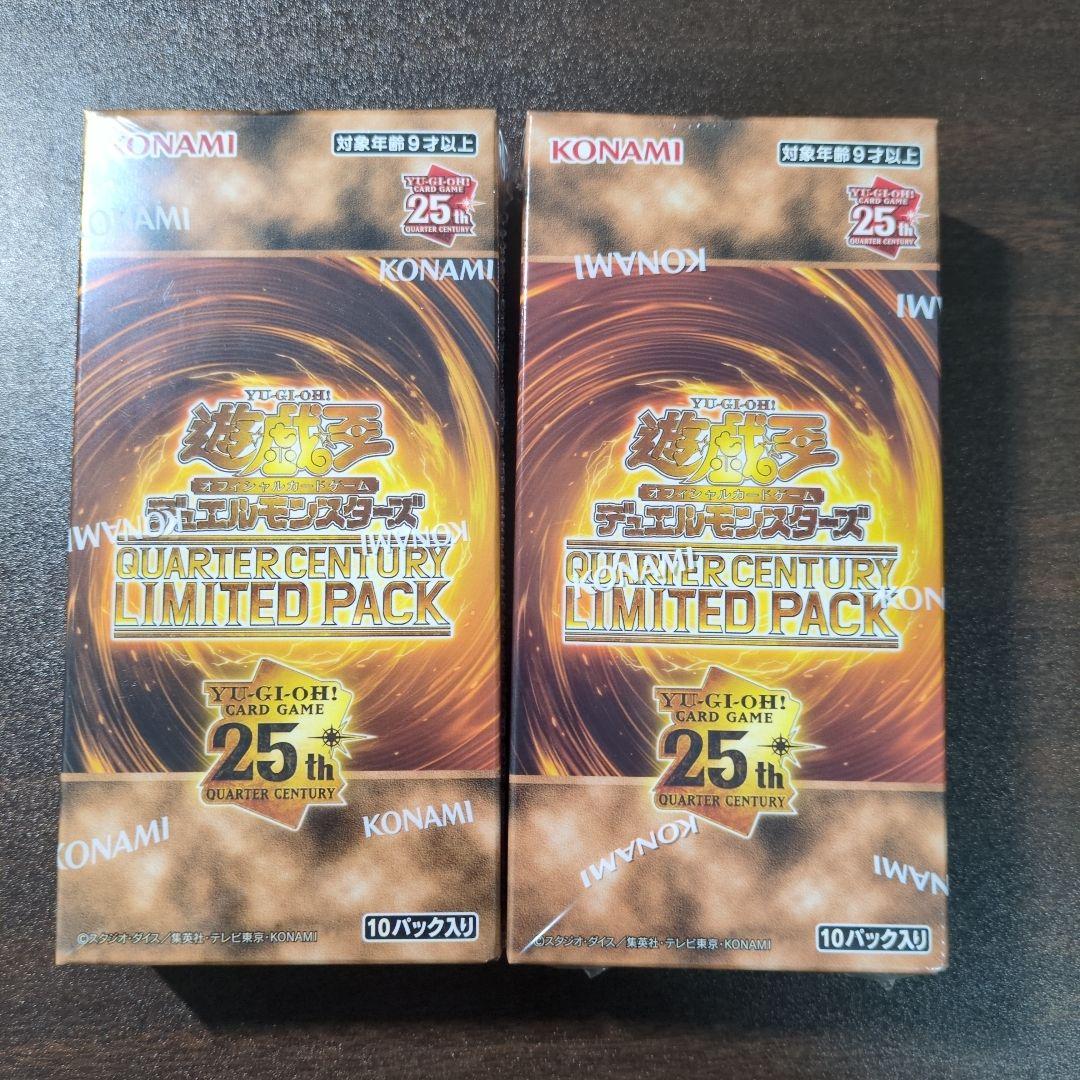 KONAMI
対象年齢9才以上
YU-GI-OH!
CARD GAME
25th
QUARTER CENTURY
KONAMI
KONAMI
YU-GI-OH!
遊戯王
オフィシャルカードゲーム
デュエルモンスターズ
KONAMI
KONAMI
QUARTER CENTURY
LIMITED PACK
YU-GI-OH!
CARD GAME
25th
QUARTER CENTURY
KONAMI
KONAMI
10パック入り
©スタジオ・ダイス/集英社・テレビ東京・KONAMI
KONAMI
対象年齢9才以上
YU-GI-OH!
CARD GAME
25th
QUARTER CENTURY
KONAMI
KONAMI
YU-GI-OH!
遊戯王
オフィシャルカードゲーム
デュエルモンスターズ
QUARTER CENTURY
KONAMI
LIMITED PACK
KONAMI
YU-GI-OH!
CARD GAME
25th
QUARTER CENTURY
KONAMI
KONAMI
10パック入り
©スタジオ・ダイス/集英社・テレビ東京・KONAMI